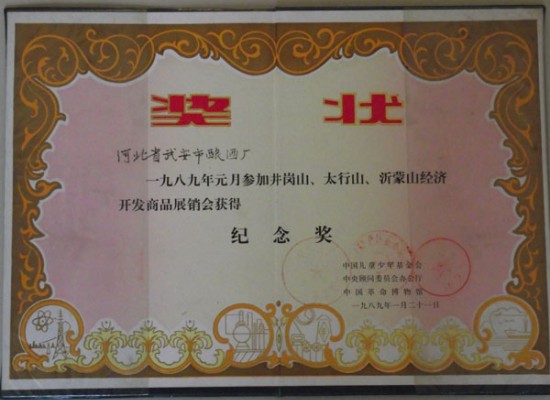 奖状
河北省武安市酿酒厂
一九八九年元月参加井岗山、太行山、沂蒙山经济
开发商品展销会获得
纪念奖
中国儿童少年基金会
中央顾问委员会办公厅
中国革命博物馆
一九八九年一月二十一日